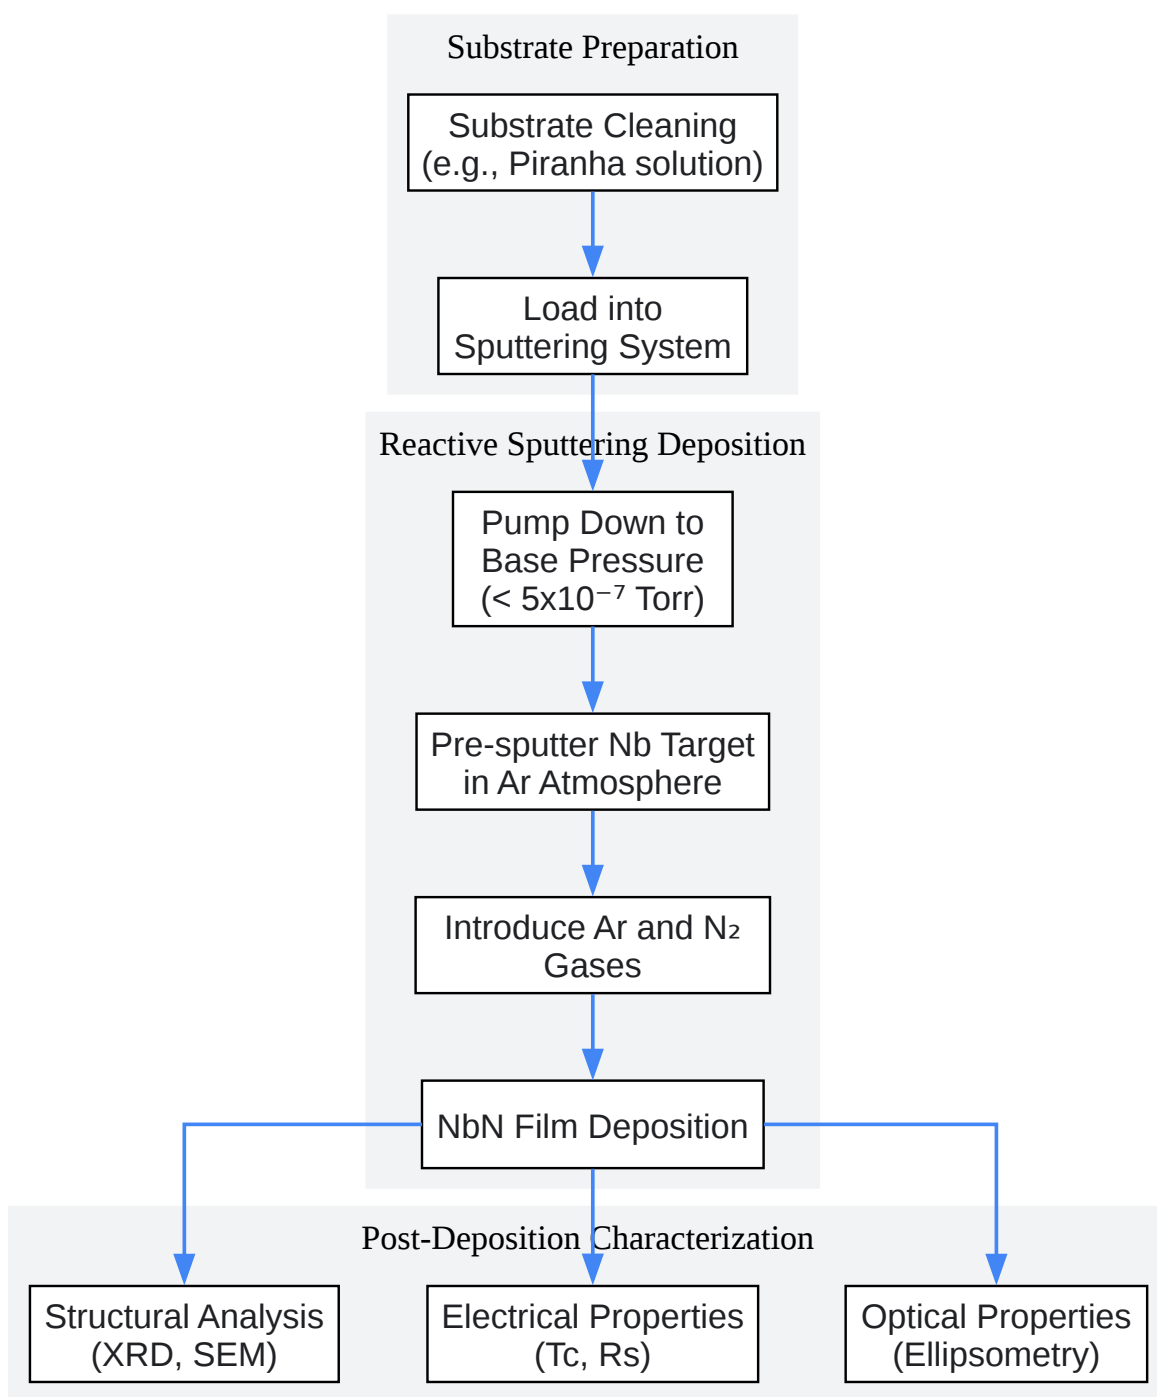 Substrate Preparation
Substrate Cleaning
(e.g., Piranha solution)
Load into
Sputtering System
Reactive Sputtering Deposition
Pump Down to
Base Pressure
(< 5x10⁻⁷ Torr)
Pre-sputter Nb Target
in Ar Atmosphere
Introduce Ar and N₂
Gases
NbN Film Deposition
Post-Deposition Characterization
Structural Analysis
(XRD, SEM)
Electrical Properties
(Tc, Rs)
Optical Properties
(Ellipsometry)